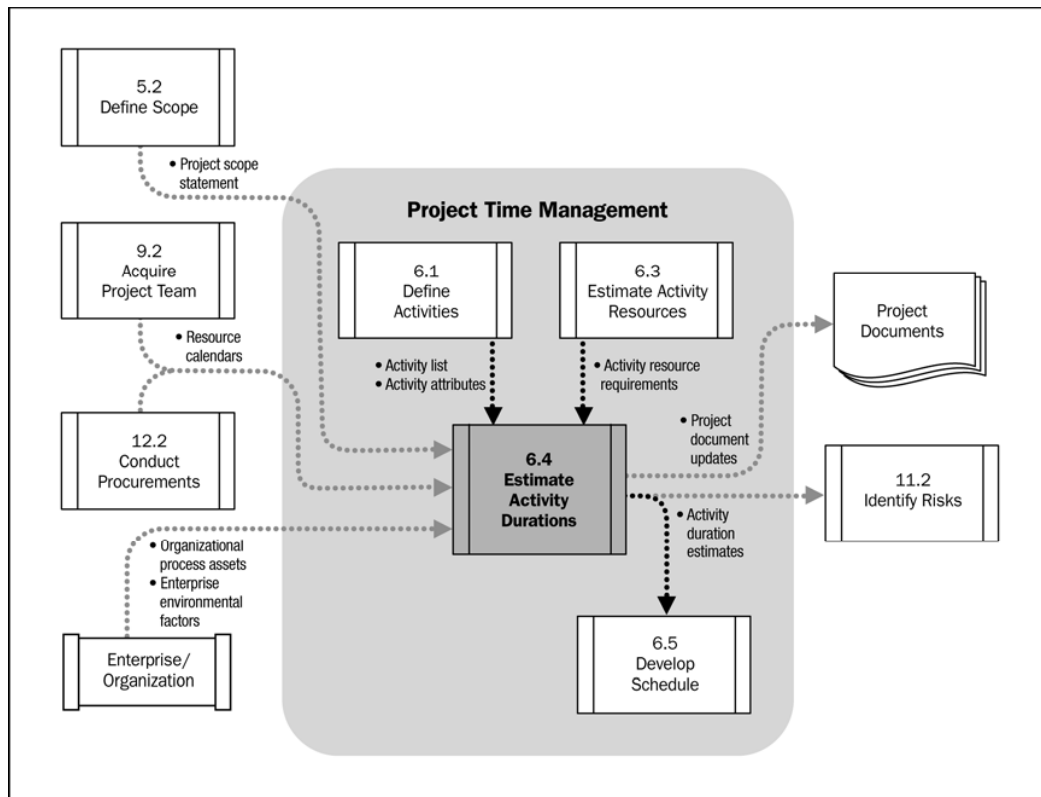 5.2
Define Scope
• Project scope
statement
Project Time Management
9.2
Acquire
Project Team
6.1
Define
Activities
6.3
Estimate Activity
Resources
Project
Documents
• Resource
calendars
• Activity list
• Activity attributes
• Activity resource
requirements
12.2
Conduct
Procurements
6.4
Estimate
Activity
Durations
• Project
document
updates
11.2
Identify Risks
• Activity
duration
estimates
• Organizational
process assets
• Enterprise
environmental
factors
Enterprise/
Organization
6.5
Develop
Schedule